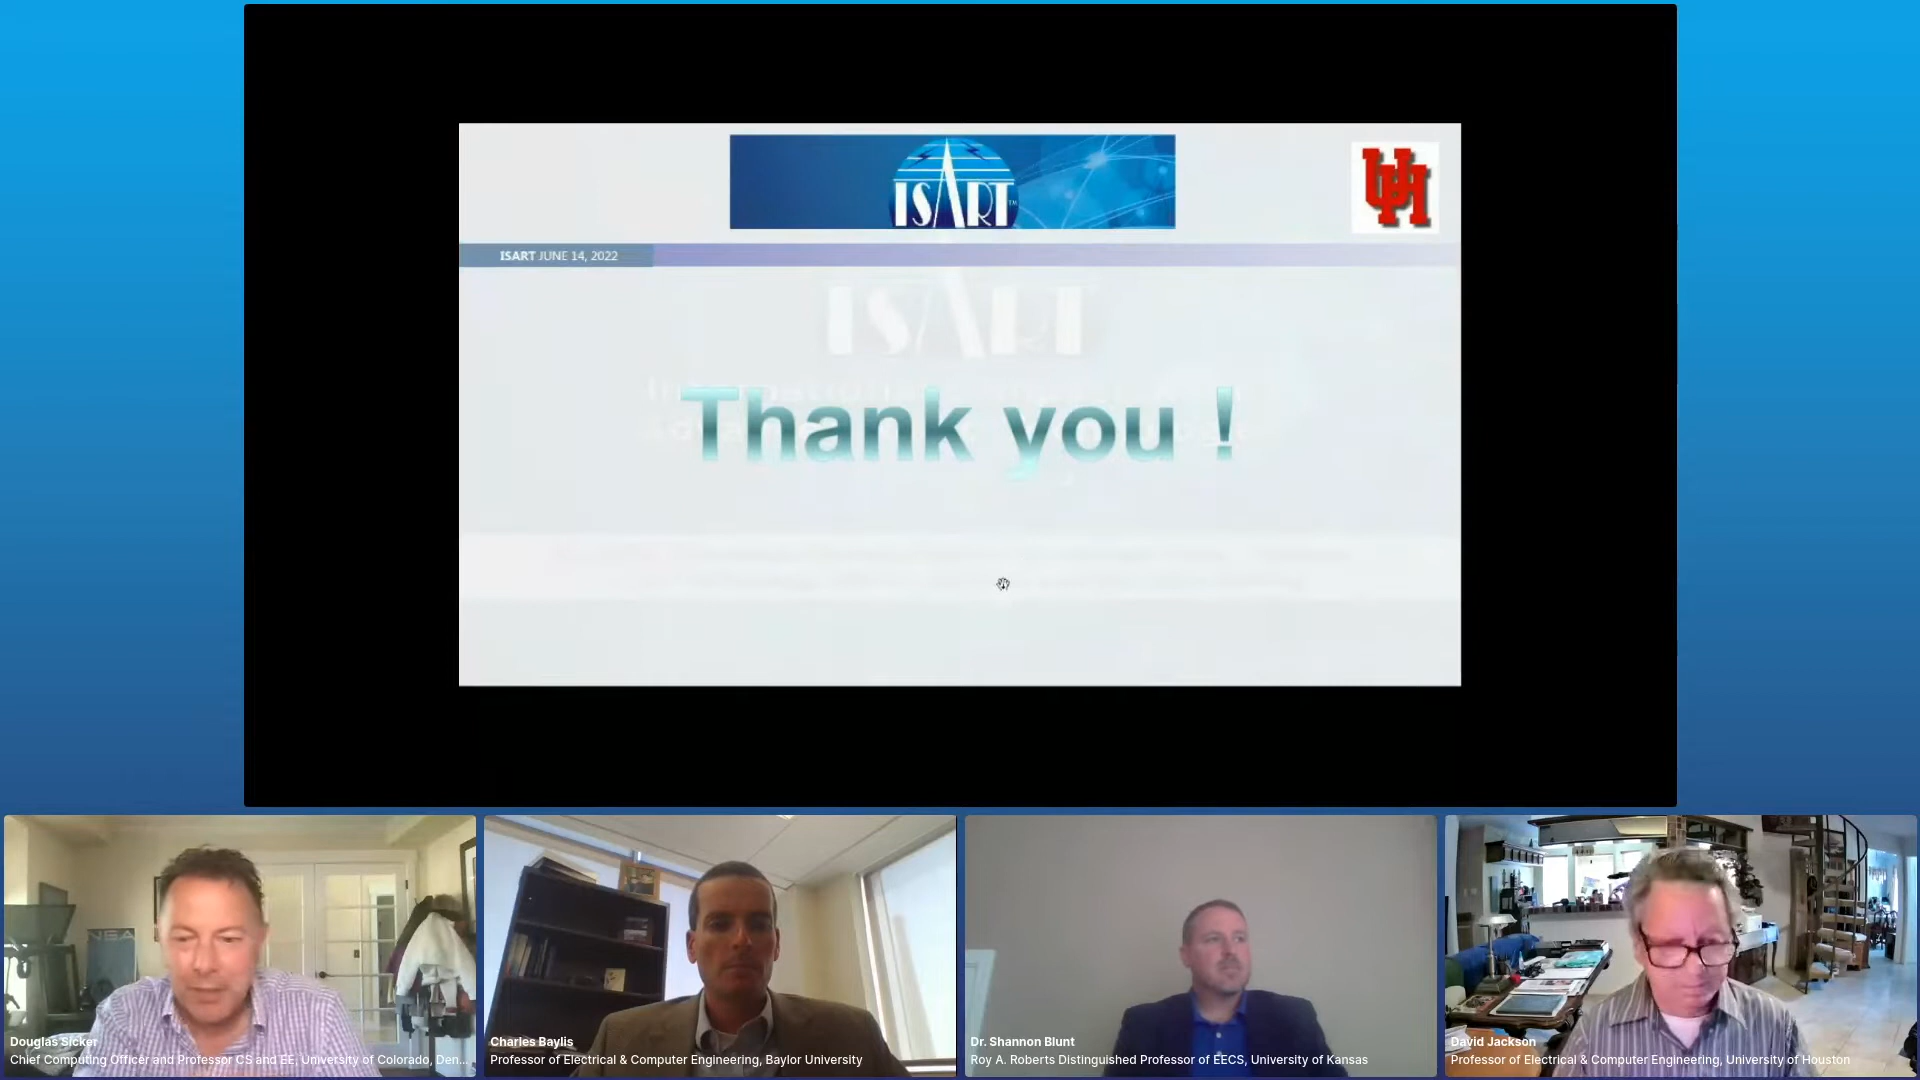 ISART™
UH
ISART JUNE 14, 2022
ISART
Thank you !
NEA
Douglas Sicker
Chief Computing Officer and Professor CS and EE, University of Colorado, Den...
Charles Baylis
Professor of Electrical & Computer Engineering, Baylor University
Dr. Shannon Blunt
Roy A. Roberts Distinguished Professor of EECS, University of Kansas
David Jackson
Professor of Electrical & Computer Engineering, University of Houston